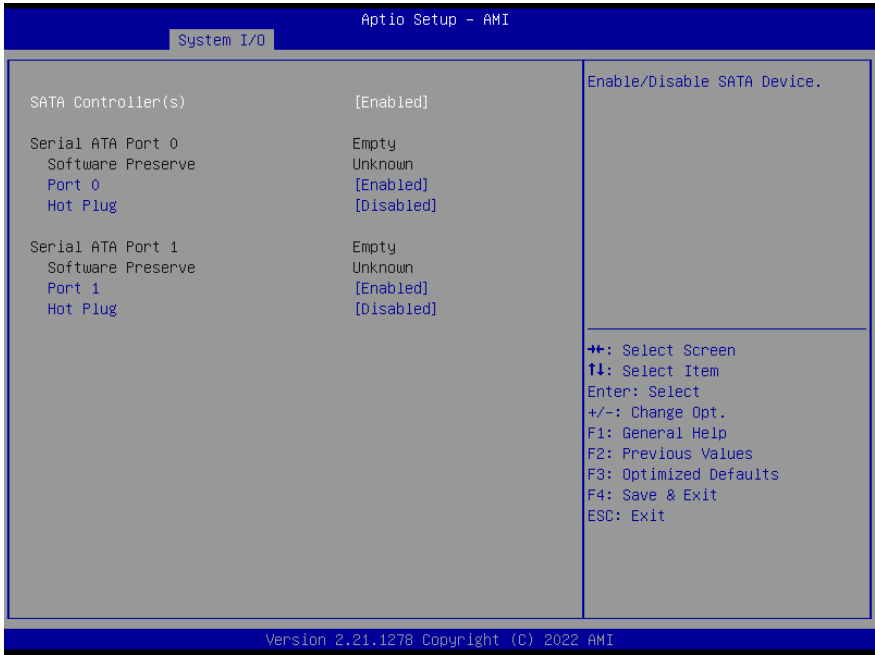 Aptio Setup - AMI
System I/O
SATA Controller(s) [Enabled]
Serial ATA Port 0 Empty
Software Preserve Unknown
Port 0 [Enabled]
Hot Plug [Disabled]
Serial ATA Port 1 Empty
Software Preserve Unknown
Port 1 [Enabled]
Hot Plug [Disabled]
Enable/Disable SATA Device.
→←: Select Screen
↑↓: Select Item
Enter: Select
+/-: Change Opt.
F1: General Help
F2: Previous Values
F3: Optimized Defaults
F4: Save & Exit
ESC: Exit
Version 2.21.1278 Copyright (C) 2022 AMI